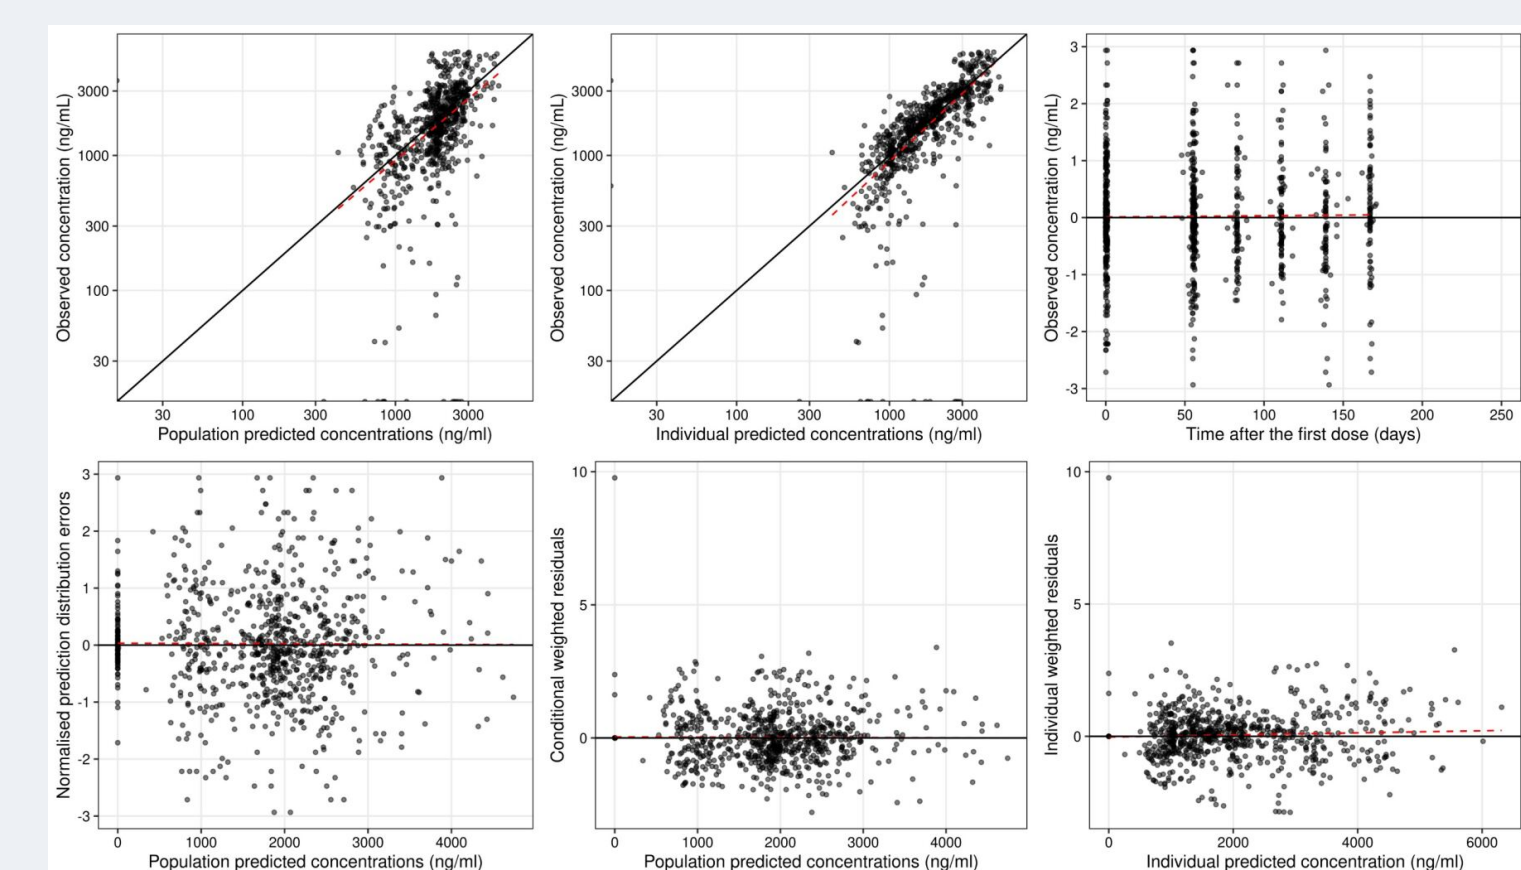 Observed concentration (ng/mL)
3000
1000
300
100
30
30 100 300 1000 3000
Population predicted concentrations (ng/ml)
Observed concentration (ng/mL)
3000
1000
300
100
30
30 100 300 1000 3000
Individual predicted concentrations (ng/ml)
Observed concentration (ng/mL)
3
2
1
0
-1
-2
-3
0 50 100 150 200 250
Time after the first dose (days)
Normalised prediction distribution errors
3
2
1
0
-1
-2
-3
0 1000 2000 3000 4000
Population predicted concentrations (ng/ml)
Conditional weighted residuals
10
5
0
0 1000 2000 3000 4000
Population predicted concentrations (ng/ml)
Individual weighted residuals
10
5
0
0 2000 4000 6000
Individual predicted concentration (ng/ml)